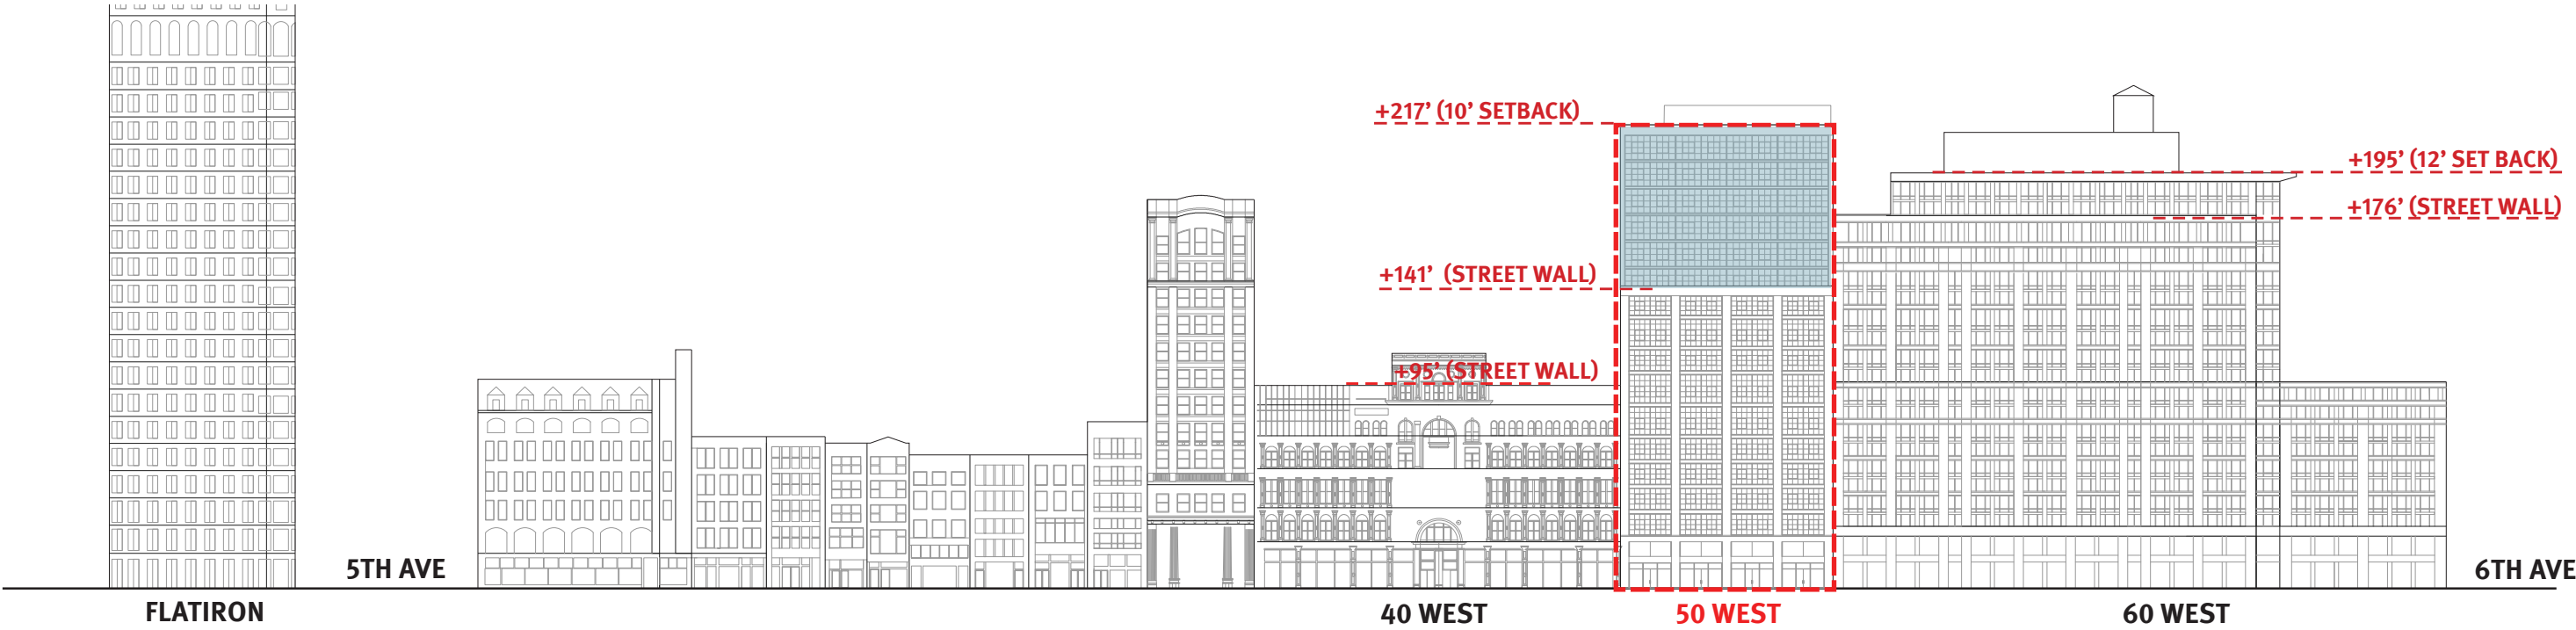 +217’ (10’ SETBACK)
+195’ (12’ SET BACK)
+176’ (STREET WALL)
+141’ (STREET WALL)
+95’ (STREET WALL)
5TH AVE
6TH AVE
FLATIRON
40 WEST
50 WEST
60 WEST